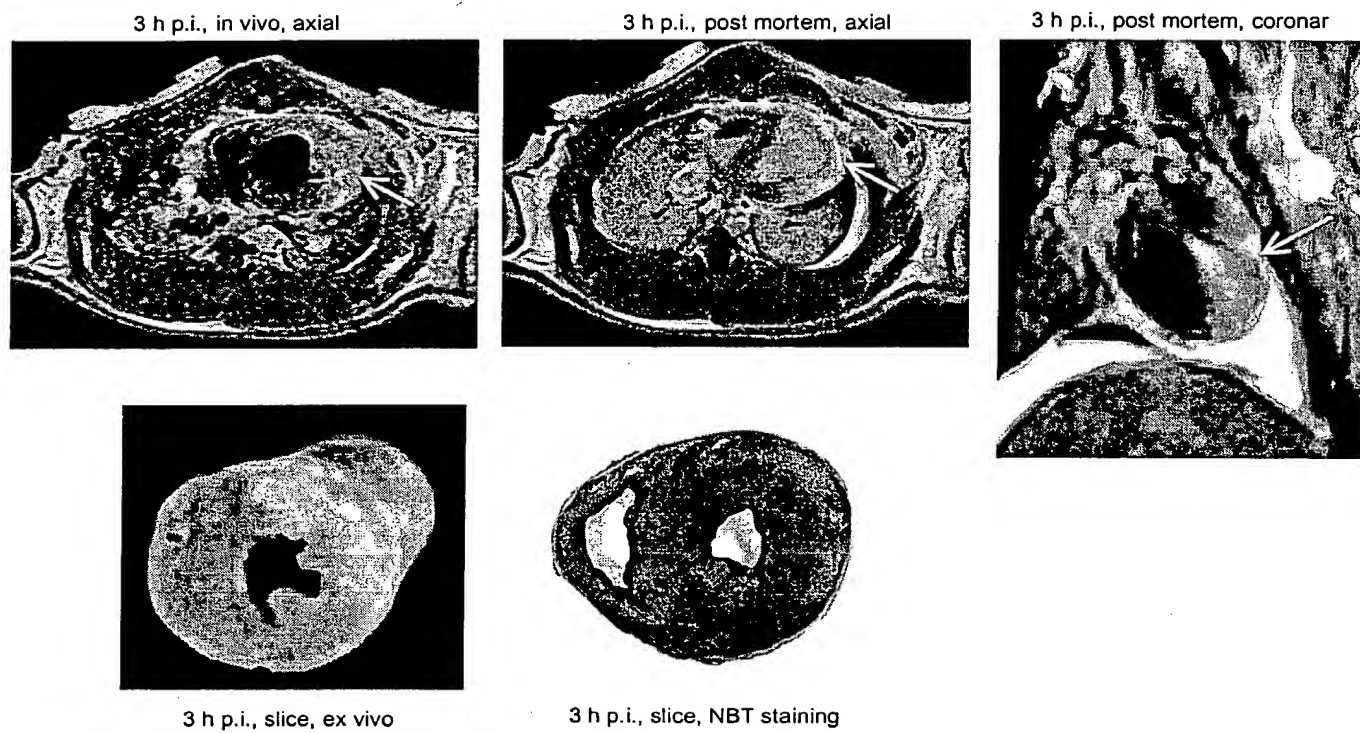 3 h p.i., in vivo, axial
3 h p.i., post mortem, axial
3 h p.i., post mortem, coronar
3 h p.i., slice, ex vivo
3 h p.i., slice, NBT staining